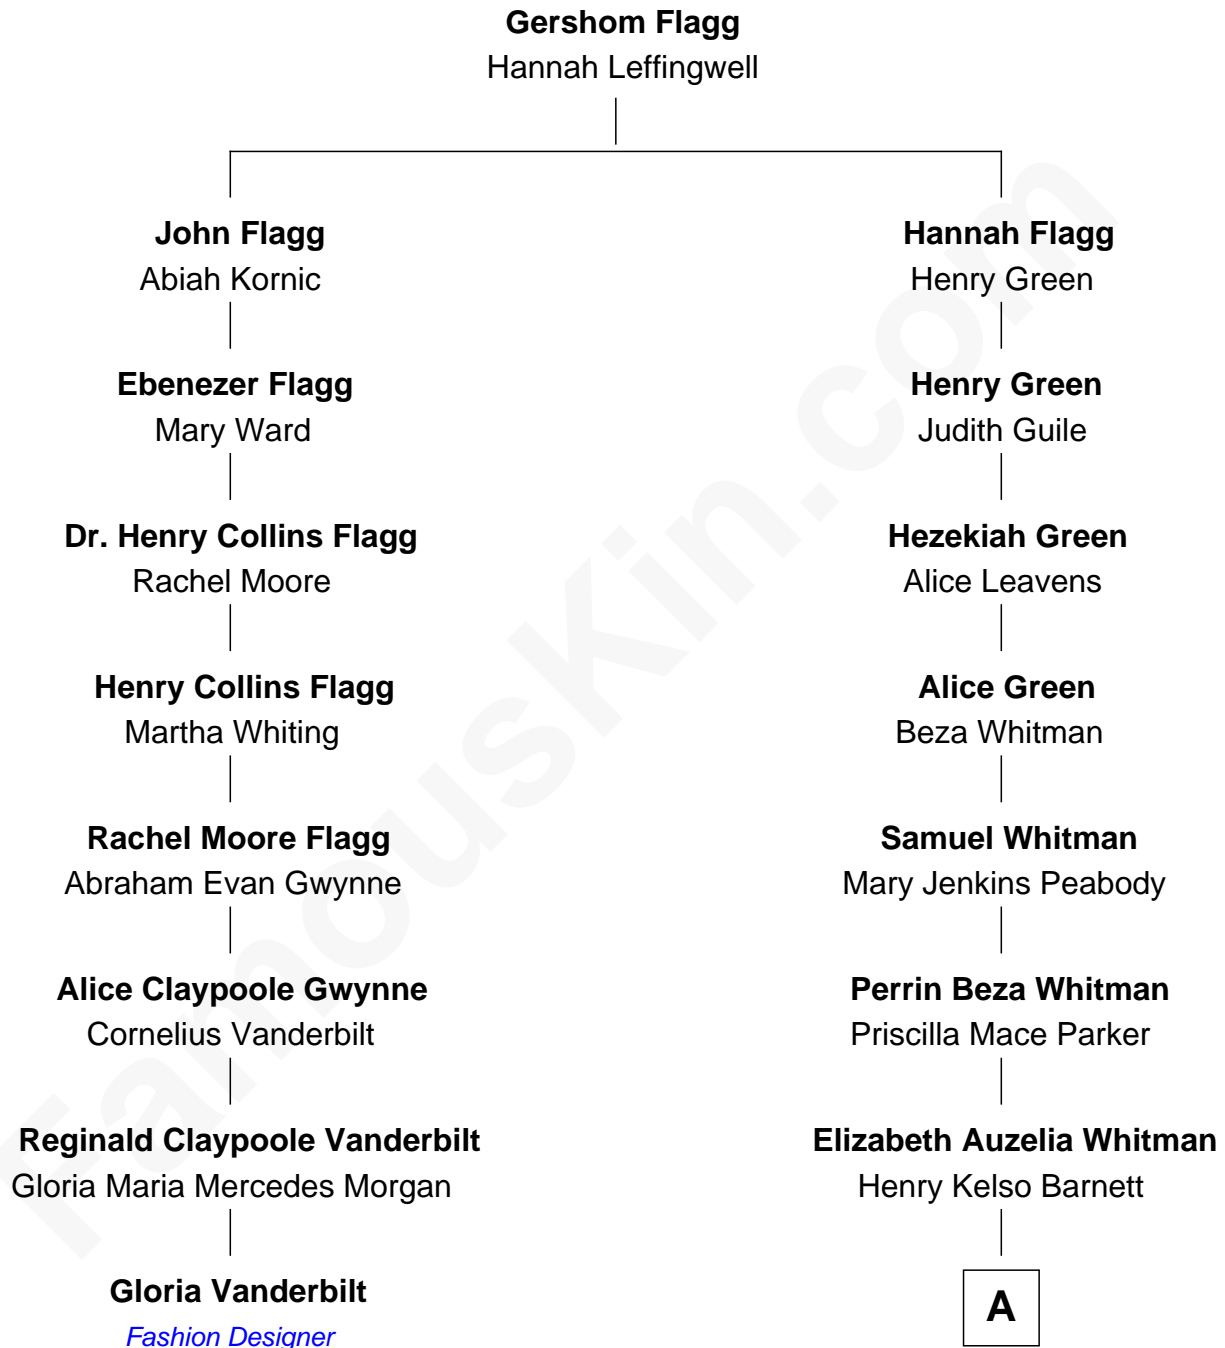 Gershom Flagg
Hannah Leffingwell
John Flagg
Abiah Kornic
Hannah Flagg
Henry Green
Ebenezer Flagg
Mary Ward
Henry Green
Judith Guile
Dr. Henry Collins Flagg
Rachel Moore
Hezekiah Green
Alice Leavens
Henry Collins Flagg
Martha Whiting
Alice Green
Beza Whitman
Rachel Moore Flagg
Abraham Evan Gwynne
Samuel Whitman
Mary Jenkins Peabody
Alice Claypoole Gwynne
Cornelius Vanderbilt
Perrin Beza Whitman
Priscilla Mace Parker
Reginald Claypoole Vanderbilt
Gloria Maria Mercedes Morgan
Elizabeth Auzelia Whitman
Henry Kelso Barnett
Gloria Vanderbilt
Fashion Designer
A
FamousKin.com